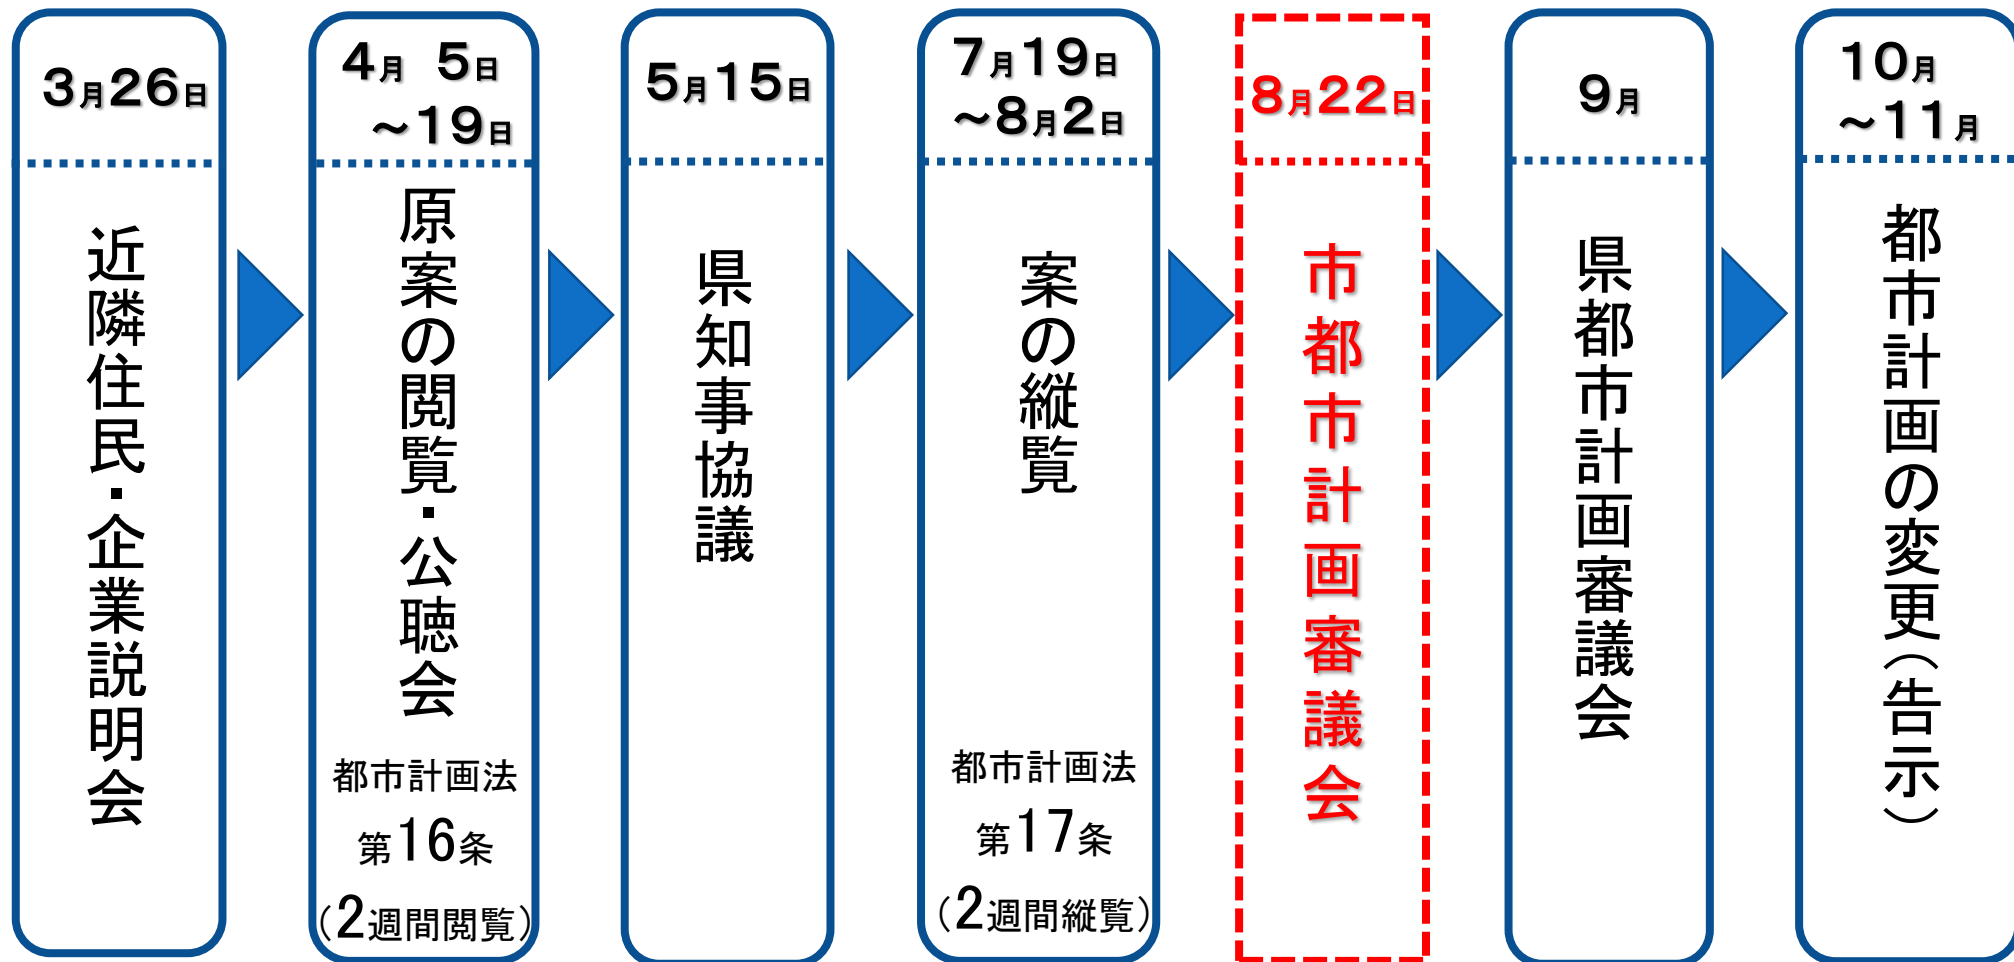 3月26日
近隣住民・企業説明会
4月 5日
～19日
原案の閲覧・公聴会
都市計画法
第16条
（2週間閲覧）
5月15日
県知事協議
7月19日
～8月2日
案の縦覧
都市計画法
第17条
（2週間縦覧）
8月22日
市都市計画審議会
9月
県都市計画審議会
10月
～11月
都市計画の変更（告示）